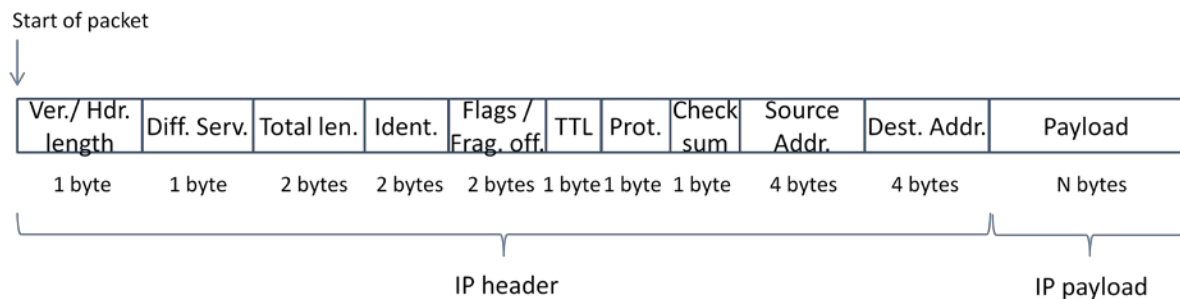 Start of packet
Ver./ Hdr. length
Diff. Serv.
Total len.
Ident.
Flags / Frag. off.
TTL
Prot.
Check sum
Source Addr.
Dest. Addr.
Payload
1 byte
1 byte
2 bytes
2 bytes
2 bytes
1 byte
1 byte
1 byte
4 bytes
4 bytes
N bytes
IP header
IP payload